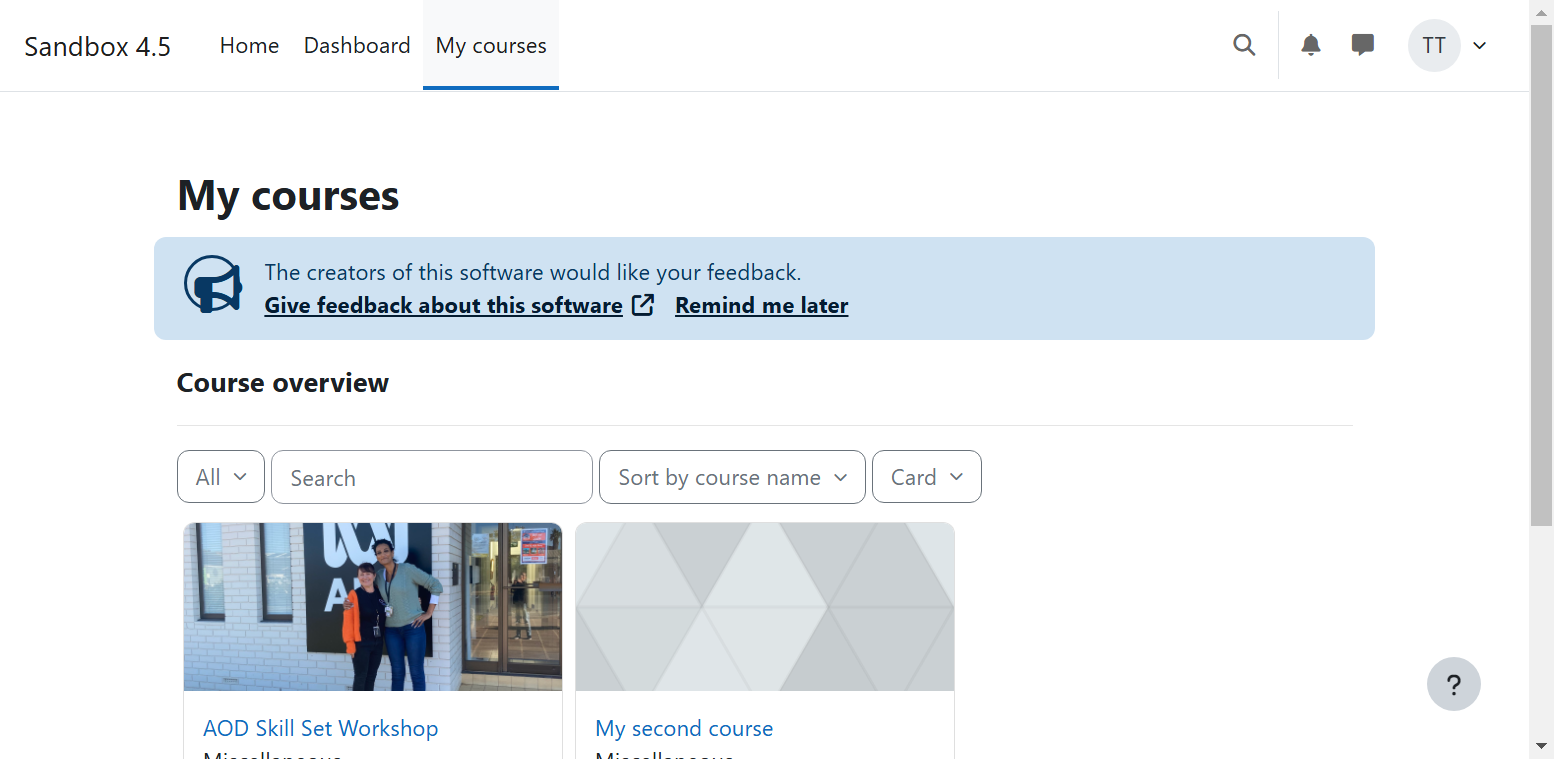 Sandbox 4.5 Home Dashboard My courses TT
My courses
The creators of this software would like your feedback.
Give feedback about this software Remind me later
Course overview
All Search Sort by course name Card
?
AOD Skill Set Workshop My second course
Miscellaneous Miscellaneous